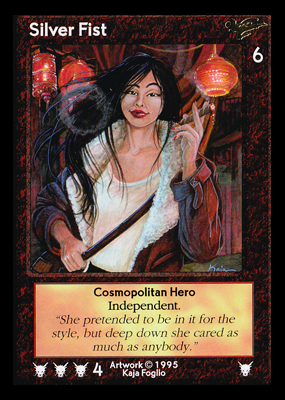 Silver Fist
6
Cosmopolitan Hero
Independent.
"She pretended to be in it for the
style, but deep down she cared as
much as anybody."
4
Artwork © 1995
Kaja Foglio